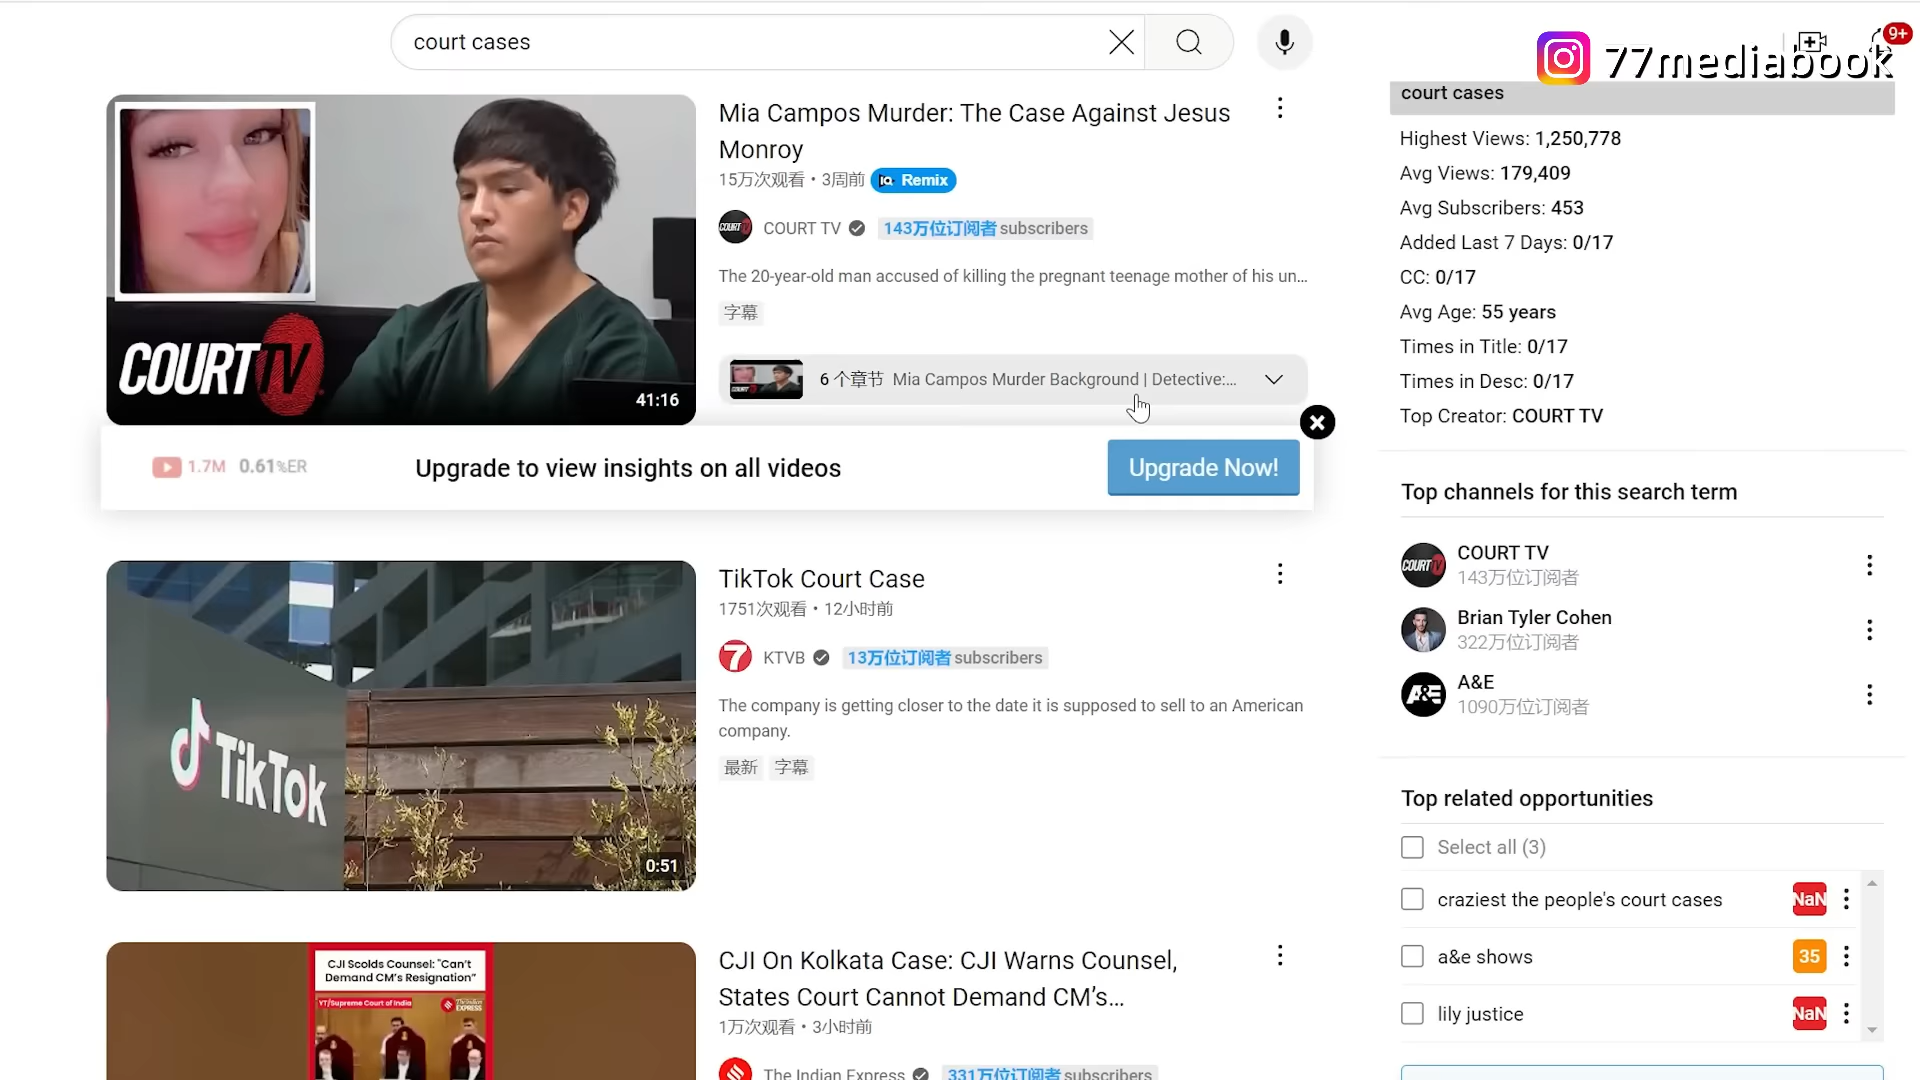 court cases
77mediabook
9+
COURT TV
41:16
Mia Campos Murder: The Case Against Jesus
Monroy
15万次观看・3周前
Remix
COURT TV
143万位订阅者 subscribers
The 20-year-old man accused of killing the pregnant teenage mother of his un...
字幕
6 个章节 Mia Campos Murder Background | Detective:...
1.7M 0.61%ER
Upgrade to view insights on all videos
Upgrade Now!
TikTok
0:51
TikTok Court Case
1751次观看・12小时前
7
KTVB
13万位订阅者 subscribers
The company is getting closer to the date it is supposed to sell to an American
company.
最新 字幕
CJI Scolds Counsel: "Can't
Demand CM's Resignation"
YT/Supreme Court of India
The Indian
EXPRESS
CJI On Kolkata Case: CJI Warns Counsel,
States Court Cannot Demand CM's...
1万次观看・3小时前
The Indian Express
331万位订阅者 subscribers
court cases
Highest Views: 1,250,778
Avg Views: 179,409
Avg Subscribers: 453
Added Last 7 Days: 0/17
CC: 0/17
Avg Age: 55 years
Times in Title: 0/17
Times in Desc: 0/17
Top Creator: COURT TV
Top channels for this search term
COURT TV
COURT TV
143万位订阅者
Brian Tyler Cohen
322万位订阅者
A&E
A&E
1090万位订阅者
Top related opportunities
Select all (3)
craziest the people's court cases NaN
a&e shows 35
lily justice NaN